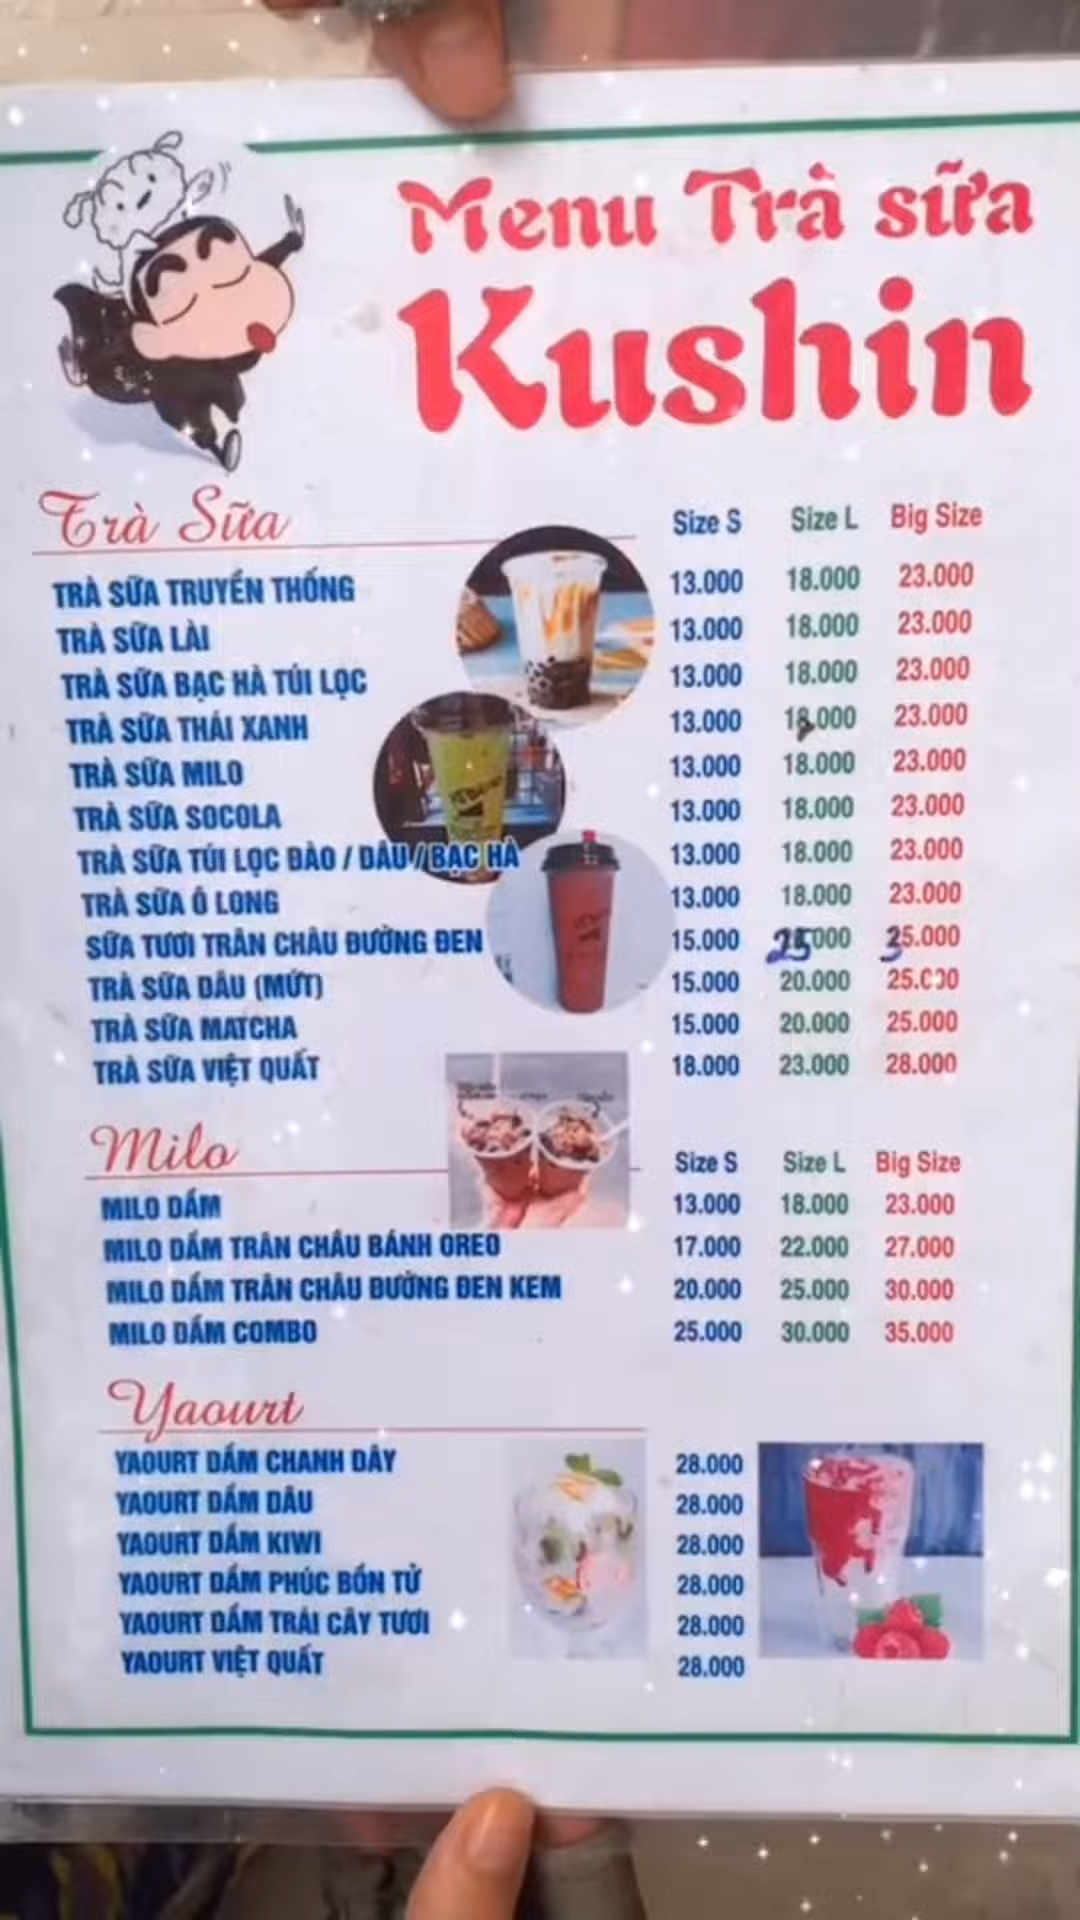 Menu Trà sữa
Kushin
Trà Sữa Size S Size L Big Size
TRÀ SỮA TRUYỀN THỐNG 13.000 18.000 23.000
TRÀ SỮA LÀI 13.000 18.000 23.000
TRÀ SỮA BẠC HÀ TÚI LỌC 13.000 18.000 23.000
TRÀ SỮA THÁI XANH 13.000 18.000 23.000
TRÀ SỮA MILO 13.000 18.000 23.000
TRÀ SỮA SOCOLA 13.000 18.000 23.000
TRÀ SỮA TÚI LỌC ĐÀO / DÂU / BẠC HÀ 13.000 18.000 23.000
TRÀ SỮA Ô LONG 13.000 18.000 23.000
SỮA TƯƠI TRÂN CHÂU ĐƯỜNG ĐEN 15.000 25.000 35.000
TRÀ SỮA DÂU (MỨT) 15.000 20.000 25.000
TRÀ SỮA MATCHA 15.000 20.000 25.000
TRÀ SỮA VIỆT QUẤT 18.000 23.000 28.000
Milo Size S Size L Big Size
MILO DẦM 13.000 18.000 23.000
MILO DẦM TRÂN CHÂU BÁNH OREO 17.000 22.000 27.000
MILO DẦM TRÂN CHÂU ĐƯỜNG ĐEN KEM 20.000 25.000 30.000
MILO DẦM COMBO 25.000 30.000 35.000
Yaourt
YAOURT DẦM CHANH DÂY 28.000
YAOURT DẦM DÂU 28.000
YAOURT DẦM KIWI 28.000
YAOURT DẦM PHÚC BỒN TỬ 28.000
YAOURT DẦM TRÁI CÂY TƯƠI 28.000
YAOURT VIỆT QUẤT 28.000